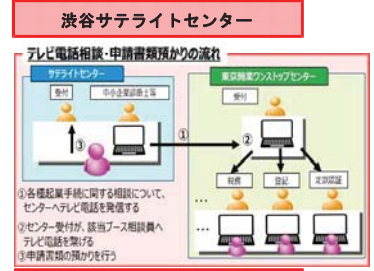 渋谷サテライトセンター
テレビ電話相談・申請書類預かりの流れ
サテライトセンター
東京開業ワンストップセンター
受付
中小企業診断士等
受付
①
②
③
税務
登記
定款認証
…
…
①各種起業手続に関する相談について、
センターへテレビ電話を発信する
②センター受付が、該当ブース相談員へ
テレビ電話を繋げる
③申請書類の預かりを行う